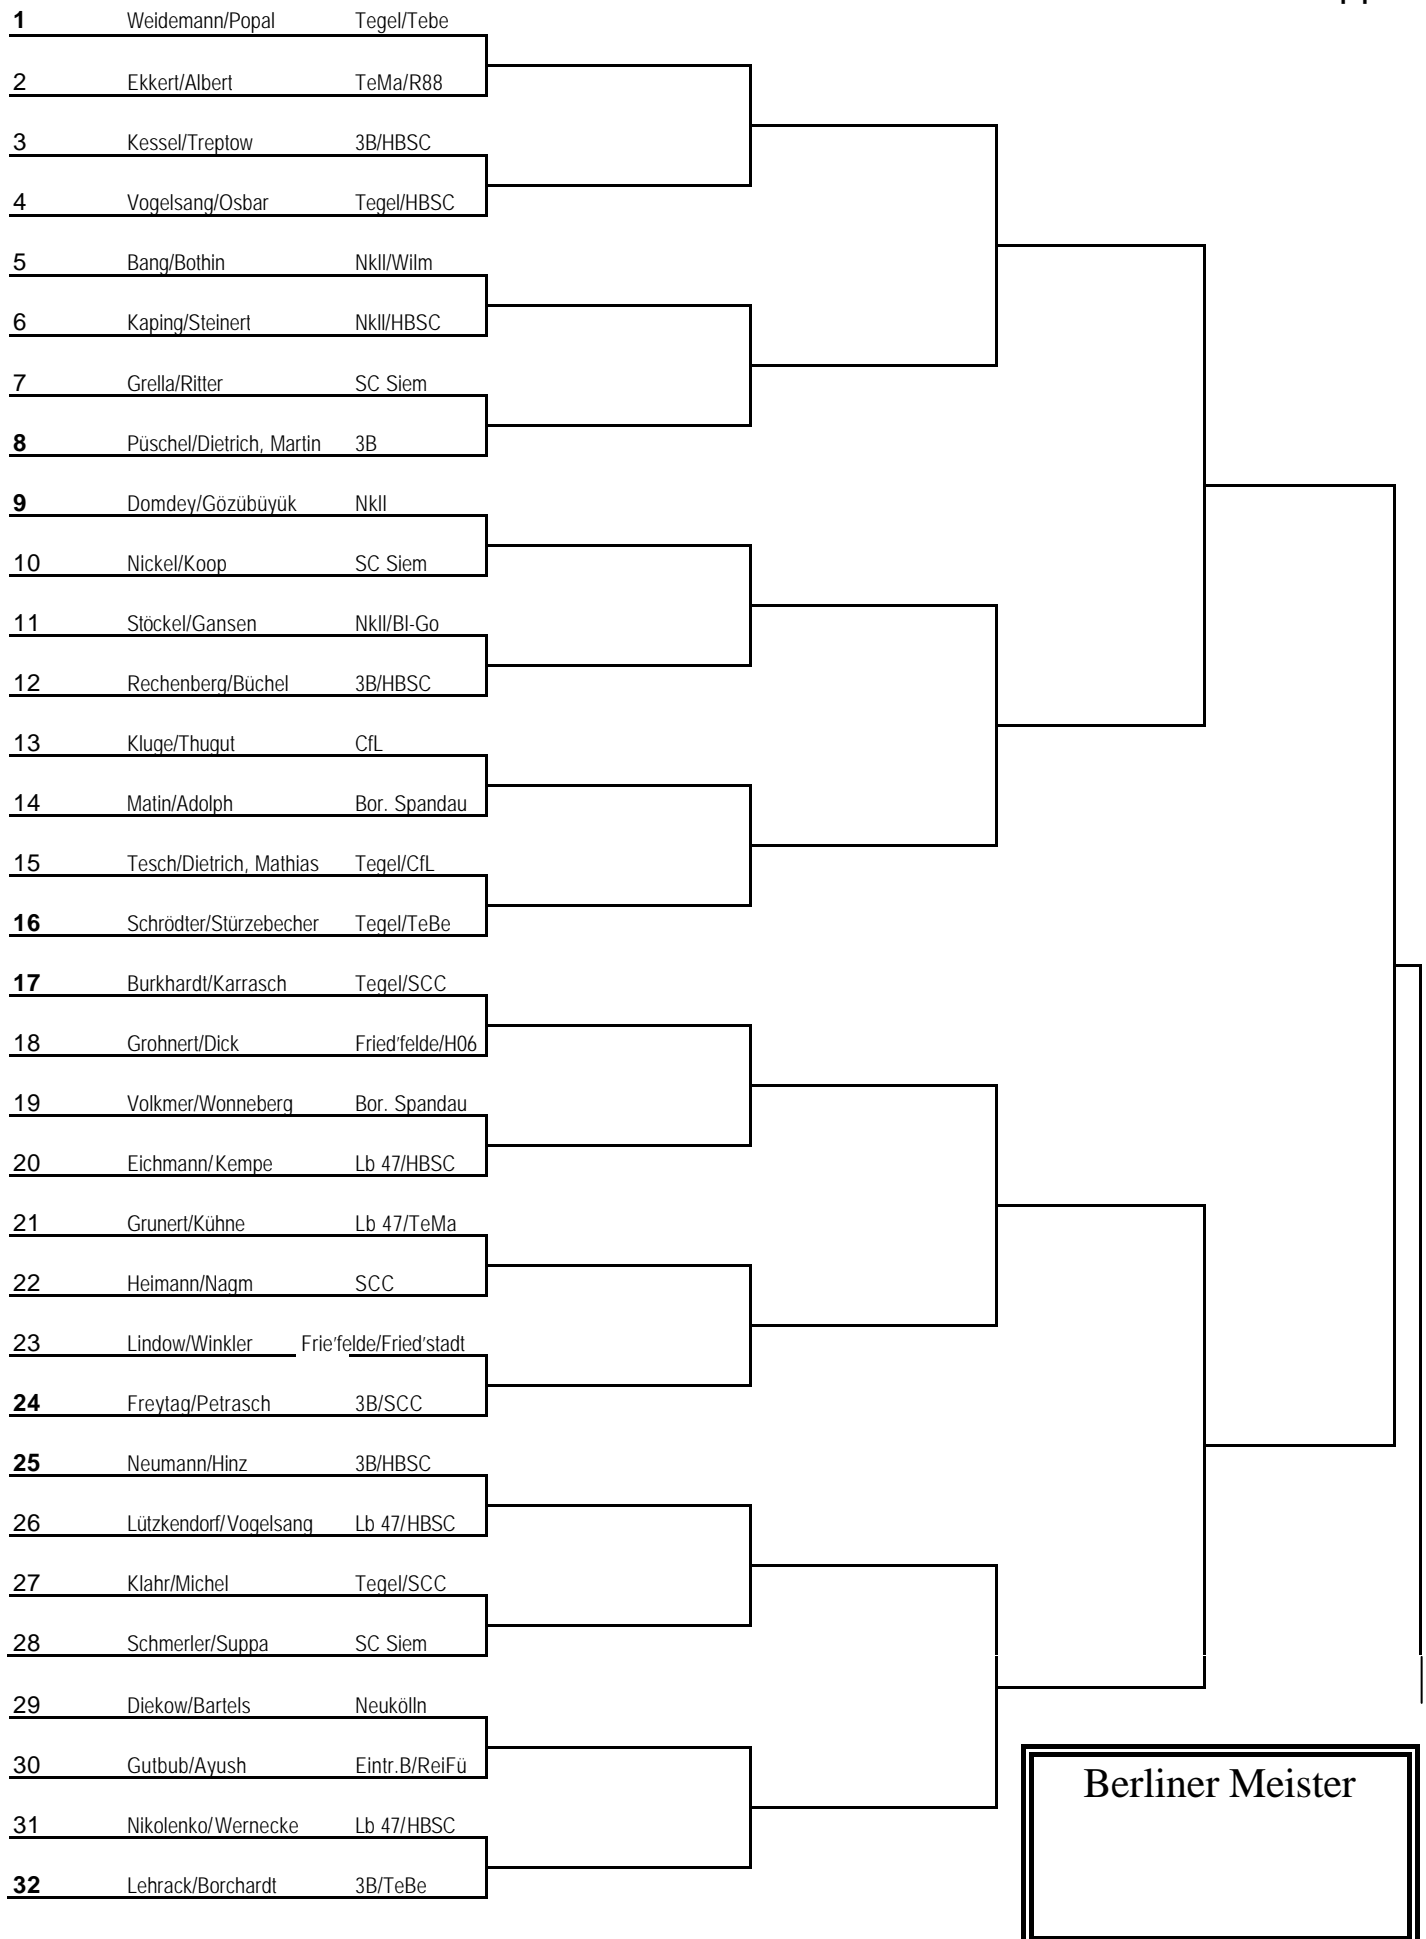 1 Weidemann/Popal Tegel/Tebe
2 Ekkert/Albert TeMa/R88
3 Kessel/Treptow 3B/HBSC
4 Vogelsang/Osbar Tegel/HBSC
5 Bang/Bothin NkII/Wilm
6 Kaping/Steinert NkII/HBSC
7 Grella/Ritter SC Siem
8 Püschel/Dietrich, Martin 3B
9 Domdey/Gözübüyük NkII
10 Nickel/Koop SC Siem
11 Stöckel/Gansen NkII/Bl-Go
12 Rechenberg/Büchel 3B/HBSC
13 Kluge/Thugut CfL
14 Matin/Adolph Bor. Spandau
15 Tesch/Dietrich, Mathias Tegel/CfL
16 Schrödter/Stürzebecher Tegel/TeBe
17 Burkhardt/Karrasch Tegel/SCC
18 Grohnert/Dick Fried'felde/H06
19 Volkmer/Wonneberg Bor. Spandau
20 Eichmann/Kempe Lb 47/HBSC
21 Grunert/Kühne Lb 47/TeMa
22 Heimann/Nagm SCC
23 Lindow/Winkler Frie'felde/Fried'stadt
24 Freytag/Petrasch 3B/SCC
25 Neumann/Hinz 3B/HBSC
26 Lützkendorf/Vogelsang Lb 47/HBSC
27 Klahr/Michel Tegel/SCC
28 Schmerler/Suppa SC Siem
29 Diekow/Bartels Neukölln
30 Gutbub/Ayush Eintr.B/ReiFü
31 Nikolenko/Wernecke Lb 47/HBSC
32 Lehrack/Borchardt 3B/TeBe
Berliner Meister